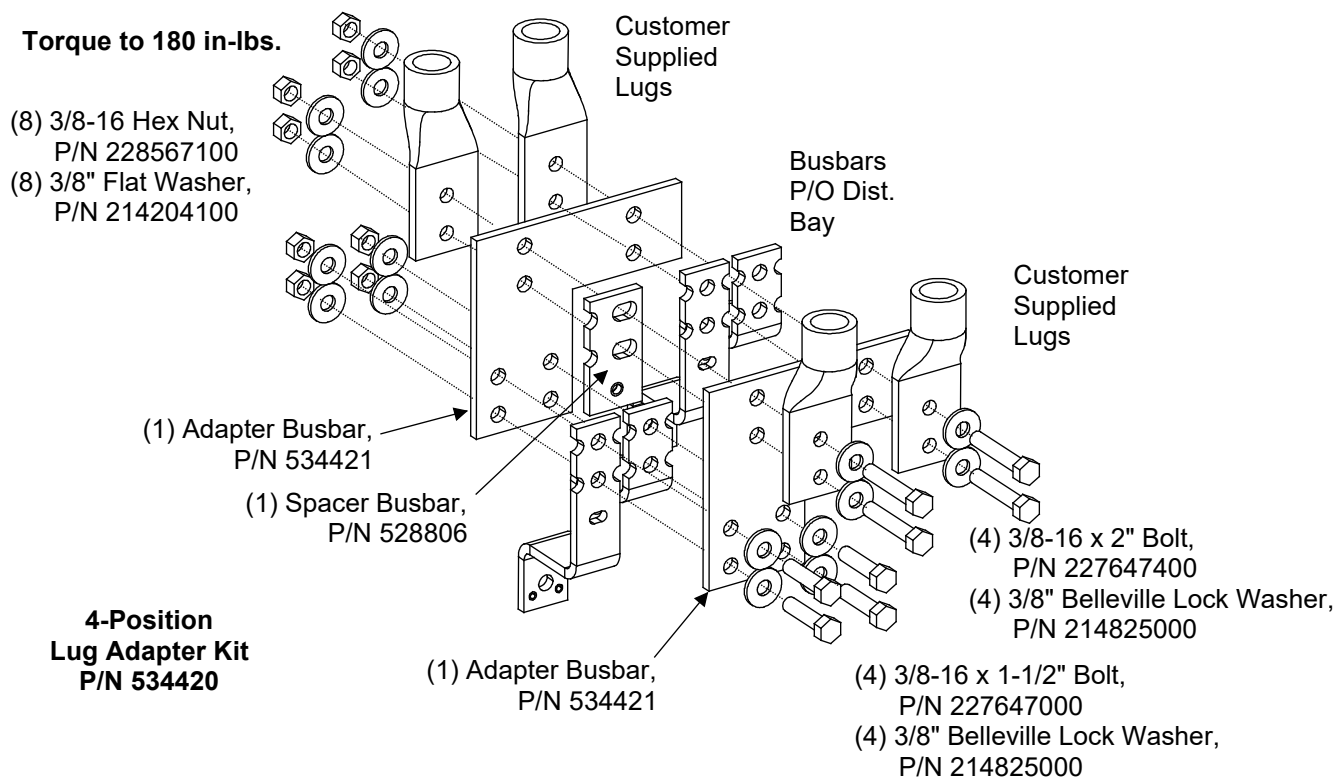 Torque to 180 in-lbs.
(8) 3/8-16 Hex Nut,
P/N 228567100
(8) 3/8" Flat Washer,
P/N 214204100
Customer
Supplied
Lugs
Busbars
P/O Dist.
Bay
Customer
Supplied
Lugs
(1) Adapter Busbar,
P/N 534421
(1) Spacer Busbar,
P/N 528806
(4) 3/8-16 x 2" Bolt,
P/N 227647400
(4) 3/8" Belleville Lock Washer,
P/N 214825000
4-Position
Lug Adapter Kit
P/N 534420
(1) Adapter Busbar,
P/N 534421
(4) 3/8-16 x 1-1/2" Bolt,
P/N 227647000
(4) 3/8" Belleville Lock Washer,
P/N 214825000